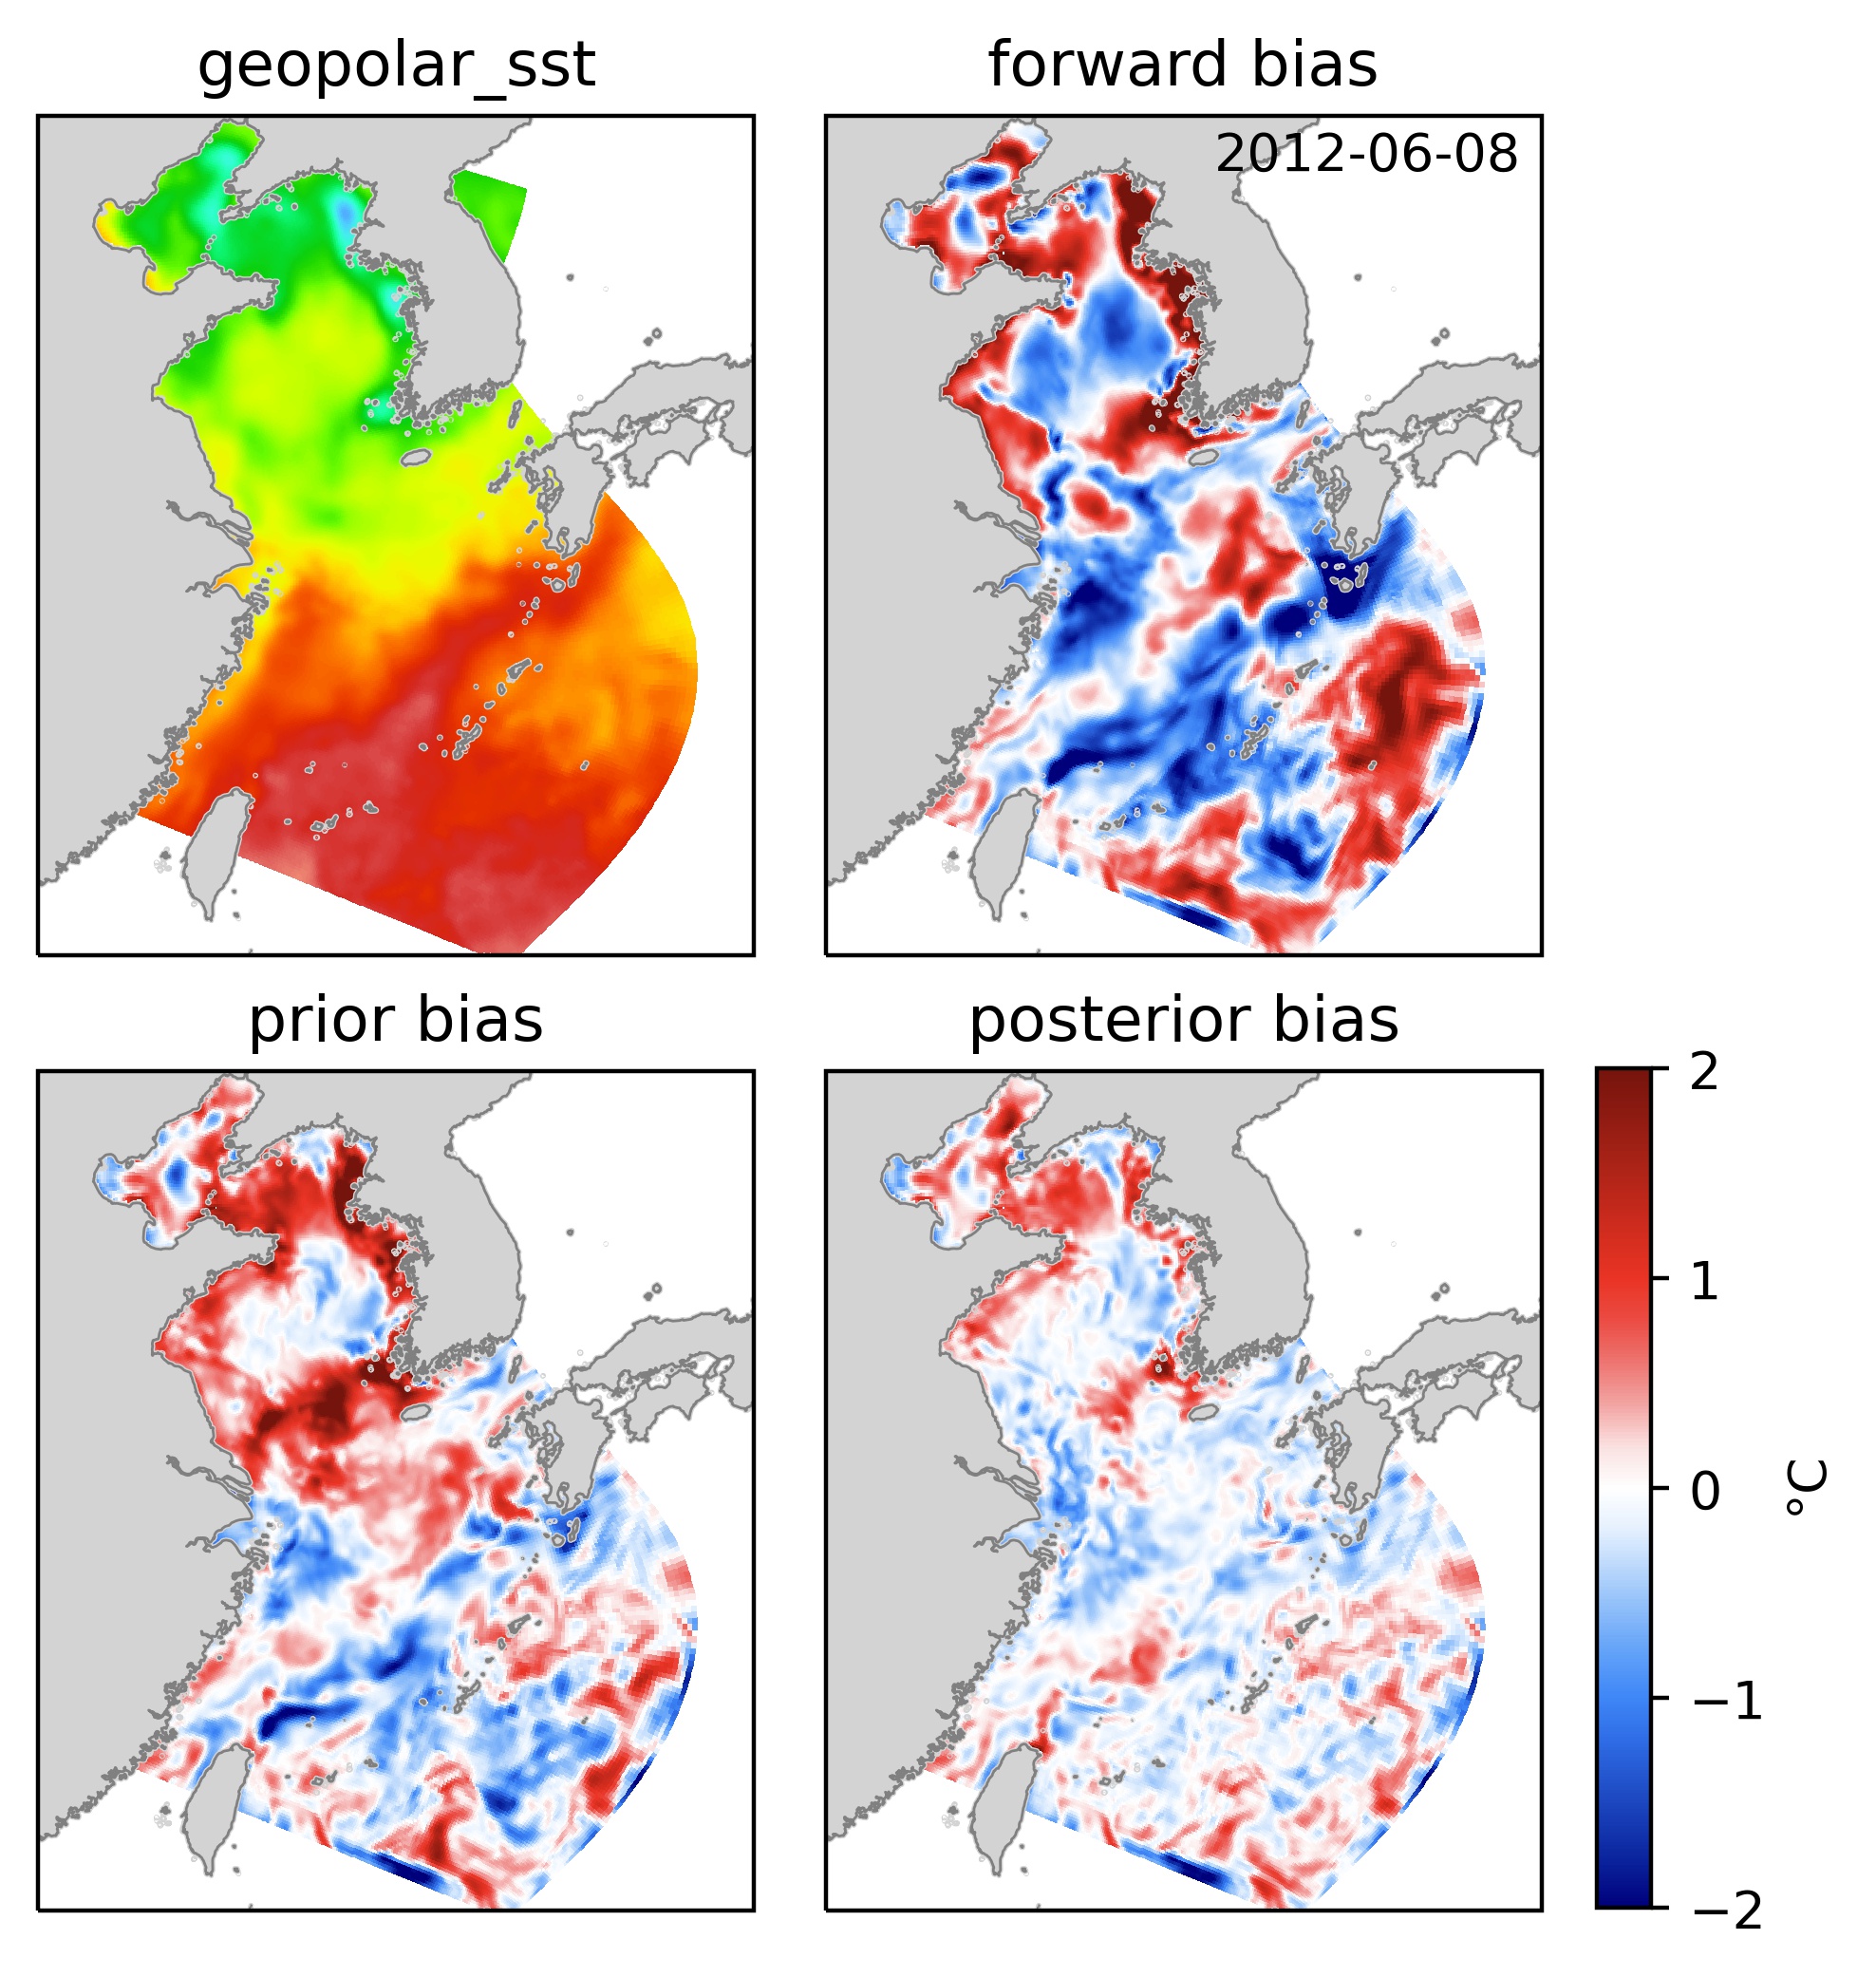 geopolar_sst
forward bias
2012-06-08
prior bias
posterior bias
2
1
0
−1
−2
°C